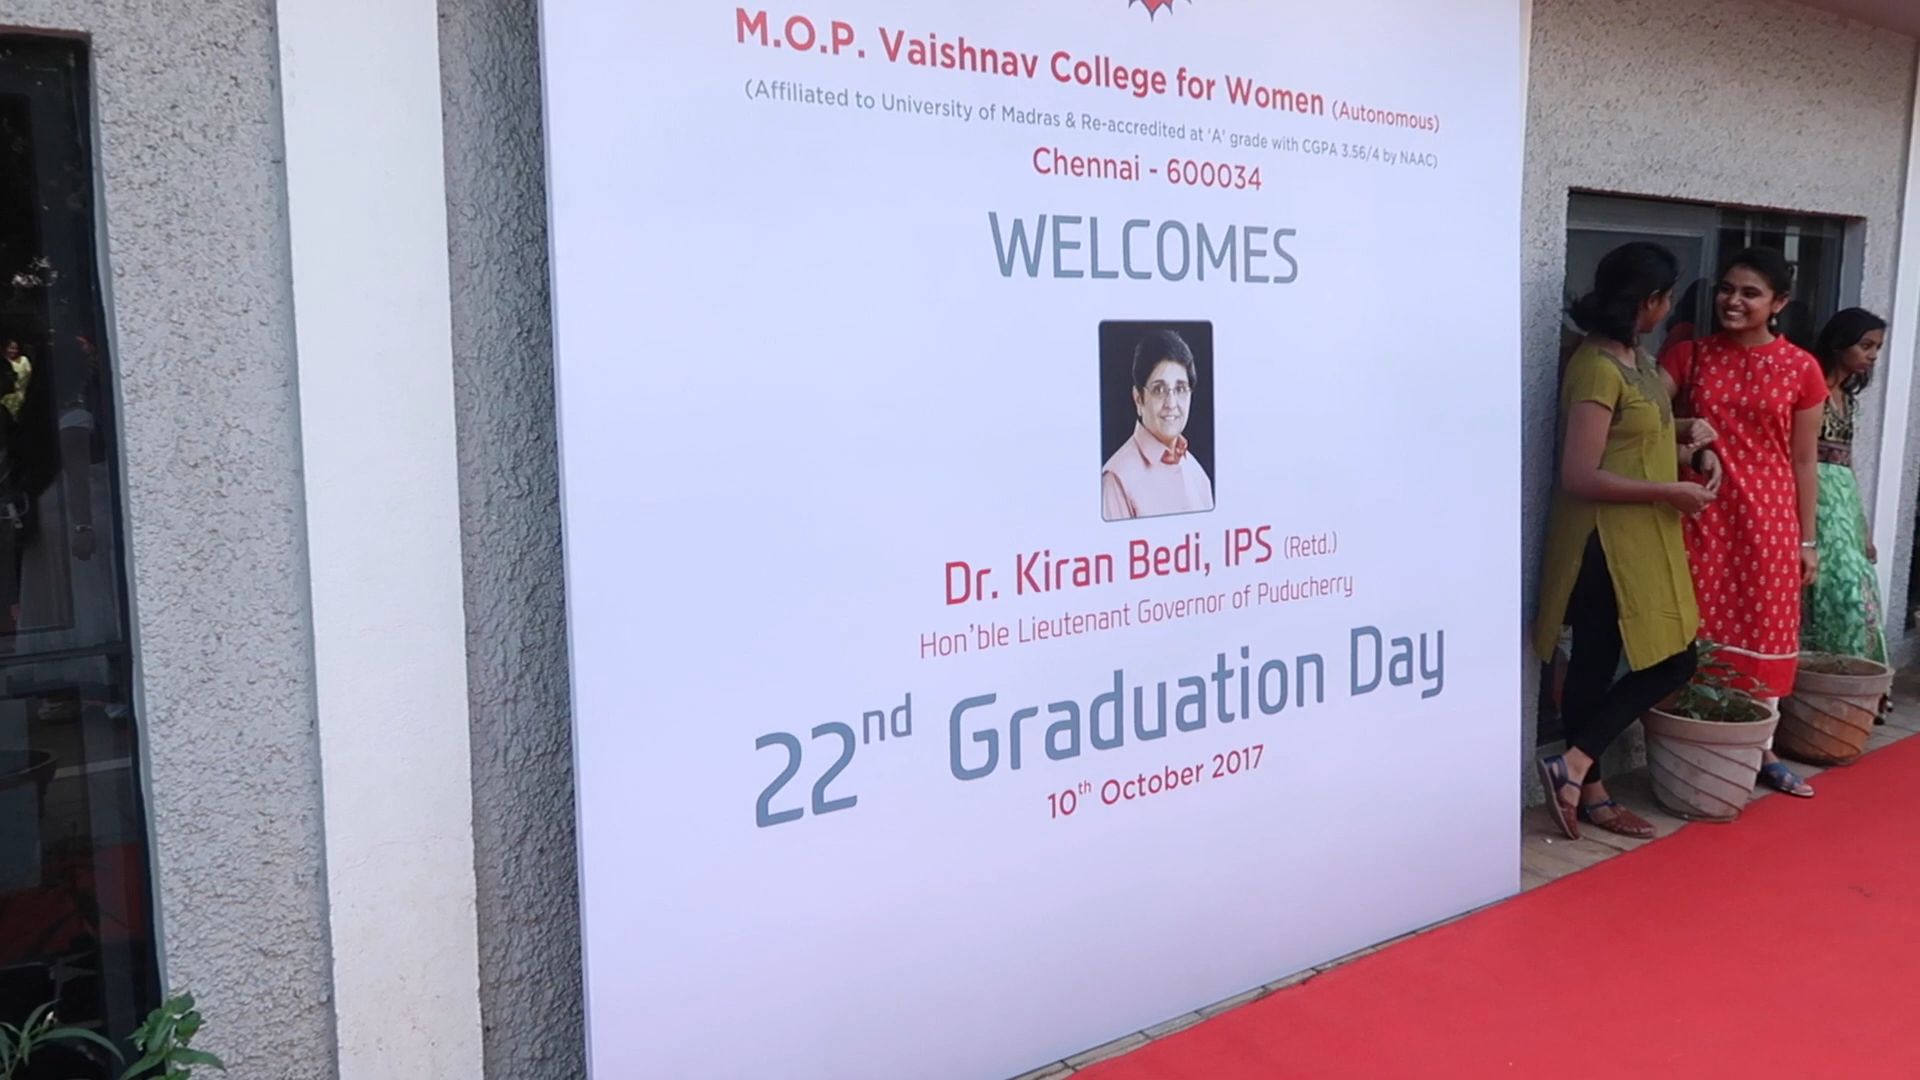 M.O.P. Vaishnav College for Women (Autonomous)
(Affiliated to University of Madras & Re-accredited at 'A' grade with CGPA 3.56/4 by NAAC)
Chennai - 600034
WELCOMES
Dr. Kiran Bedi, IPS (Retd.)
Hon'ble Lieutenant Governor of Puducherry
22nd Graduation Day
10th October 2017